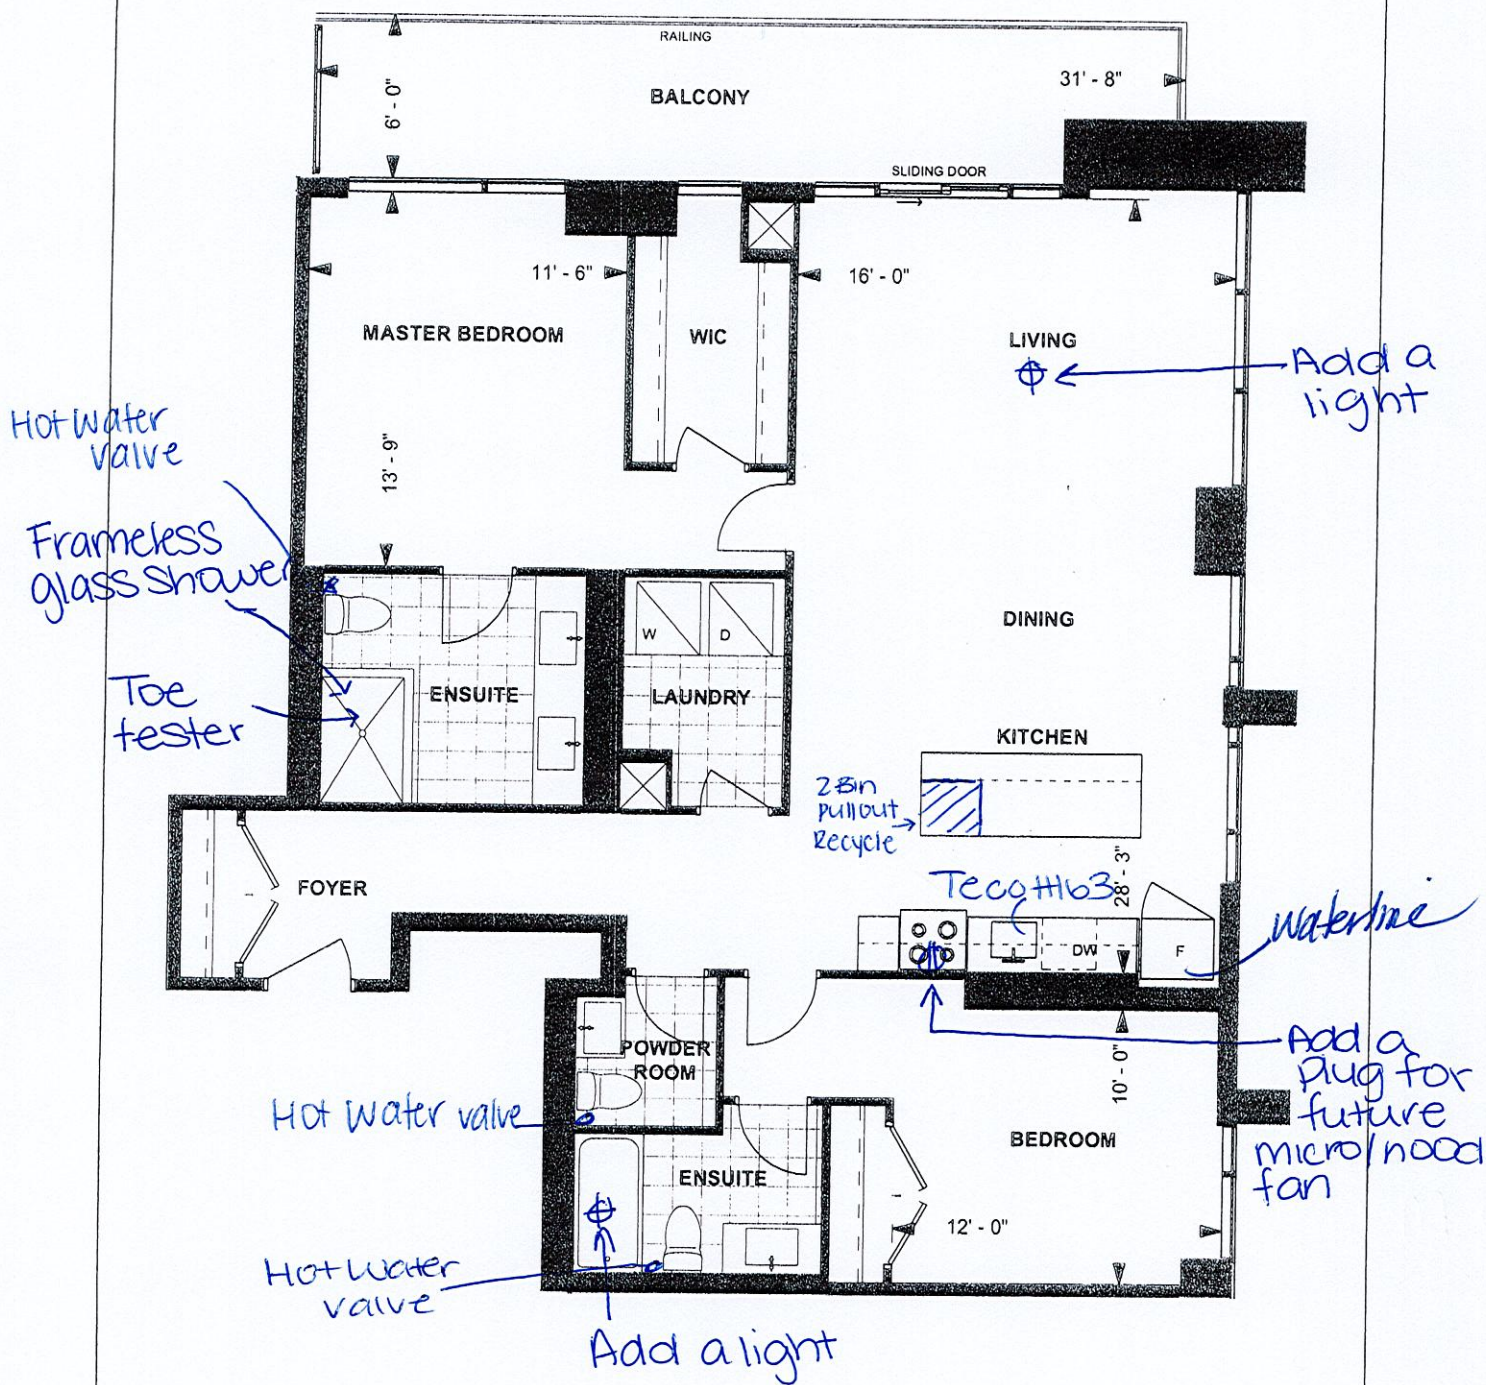 RAILING
31' - 8"
6' - 0"
BALCONY
SLIDING DOOR
11' - 6"
16' - 0"
MASTER BEDROOM
WIC
LIVING
Add a
light
Hot Water
valve
13' - 9"
Frameless
glass shower
DINING
W
D
Toe
tester
ENSUITE
LAUNDRY
KITCHEN
2 Bin
Pullout
Recycle
28' - 3"
FOYER
Teco #163
Waterline
DW
F
POWDER
ROOM
Add a
plug for
future
micro/hood
fan
10' - 0"
Hot Water valve
BEDROOM
ENSUITE
12' - 0"
Hot Water
valve
Add a light